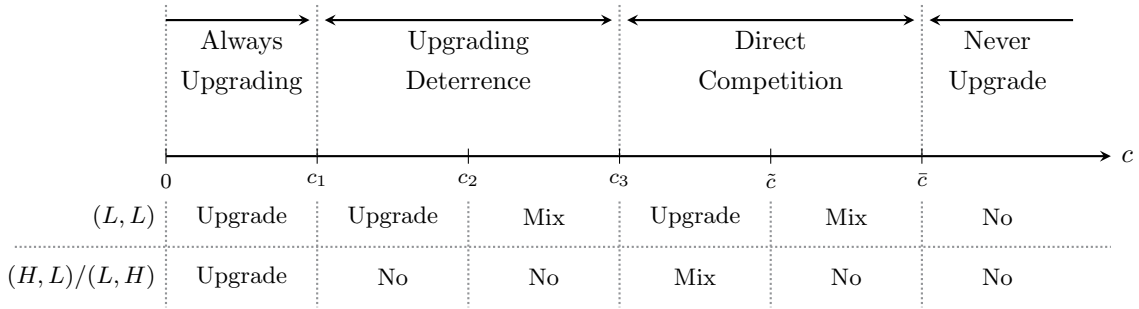 Always Upgrading Direct Never
Upgrading Deterrence Competition Upgrade
c
0 c₁ c₂ c₃ c̃ c̄
(L, L) Upgrade Upgrade Mix Upgrade Mix No
(H, L)/(L, H) Upgrade No No Mix No No